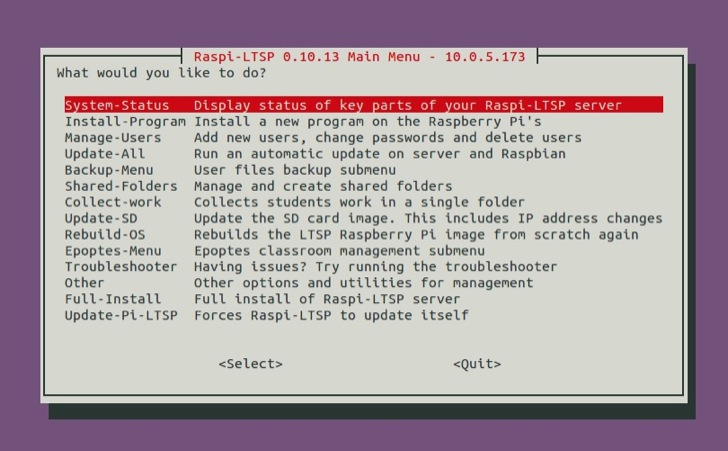 Raspi-LTSP 0.10.13 Main Menu - 10.0.5.173
What would you like to do?
System-Status Display status of key parts of your Raspi-LTSP server
Install-Program Install a new program on the Raspberry Pi's
Manage-Users Add new users, change passwords and delete users
Update-All Run an automatic update on server and Raspbian
Backup-Menu User files backup submenu
Shared-Folders Manage and create shared folders
Collect-work Collects students work in a single folder
Update-SD Update the SD card image. This includes IP address changes
Rebuild-OS Rebuilds the LTSP Raspberry Pi image from scratch again
Epoptes-Menu Epoptes classroom management submenu
Troubleshooter Having issues? Try running the troubleshooter
Other Other options and utilities for management
Full-Install Full install of Raspi-LTSP server
Update-Pi-LTSP Forces Raspi-LTSP to update itself
<Select> <Quit>